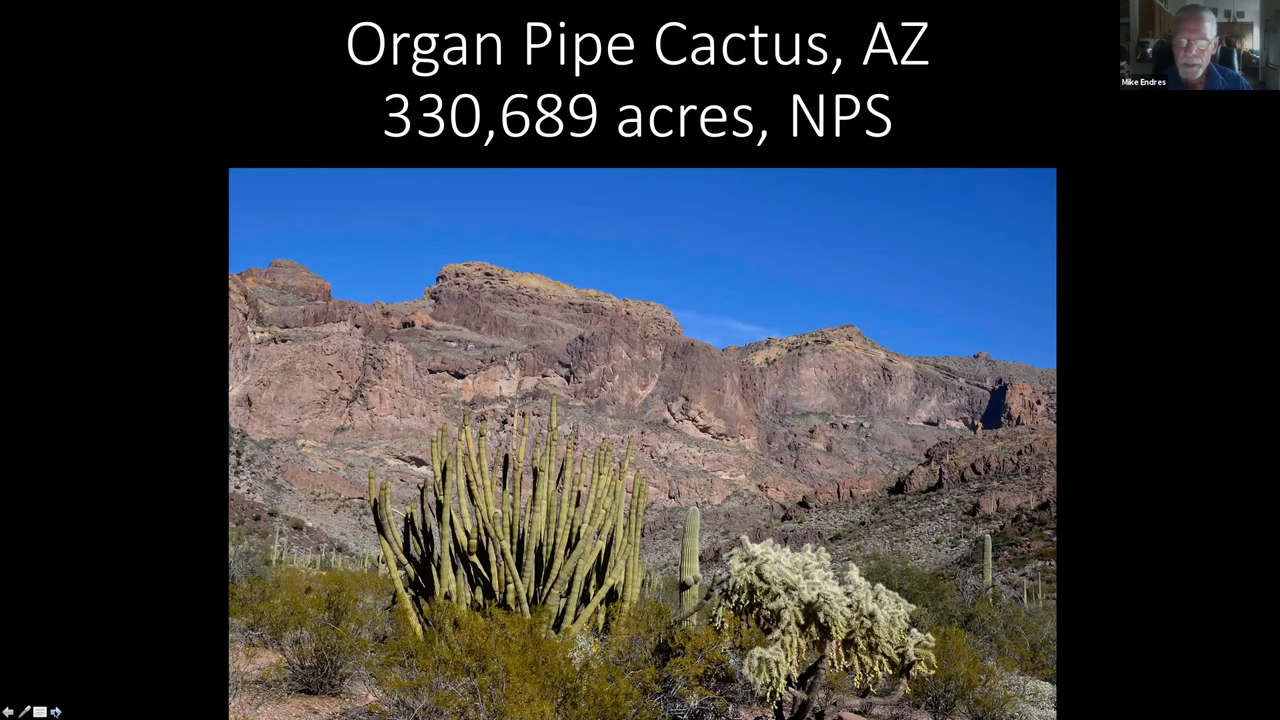 Organ Pipe Cactus, AZ
330,689 acres, NPS
Mike Endres